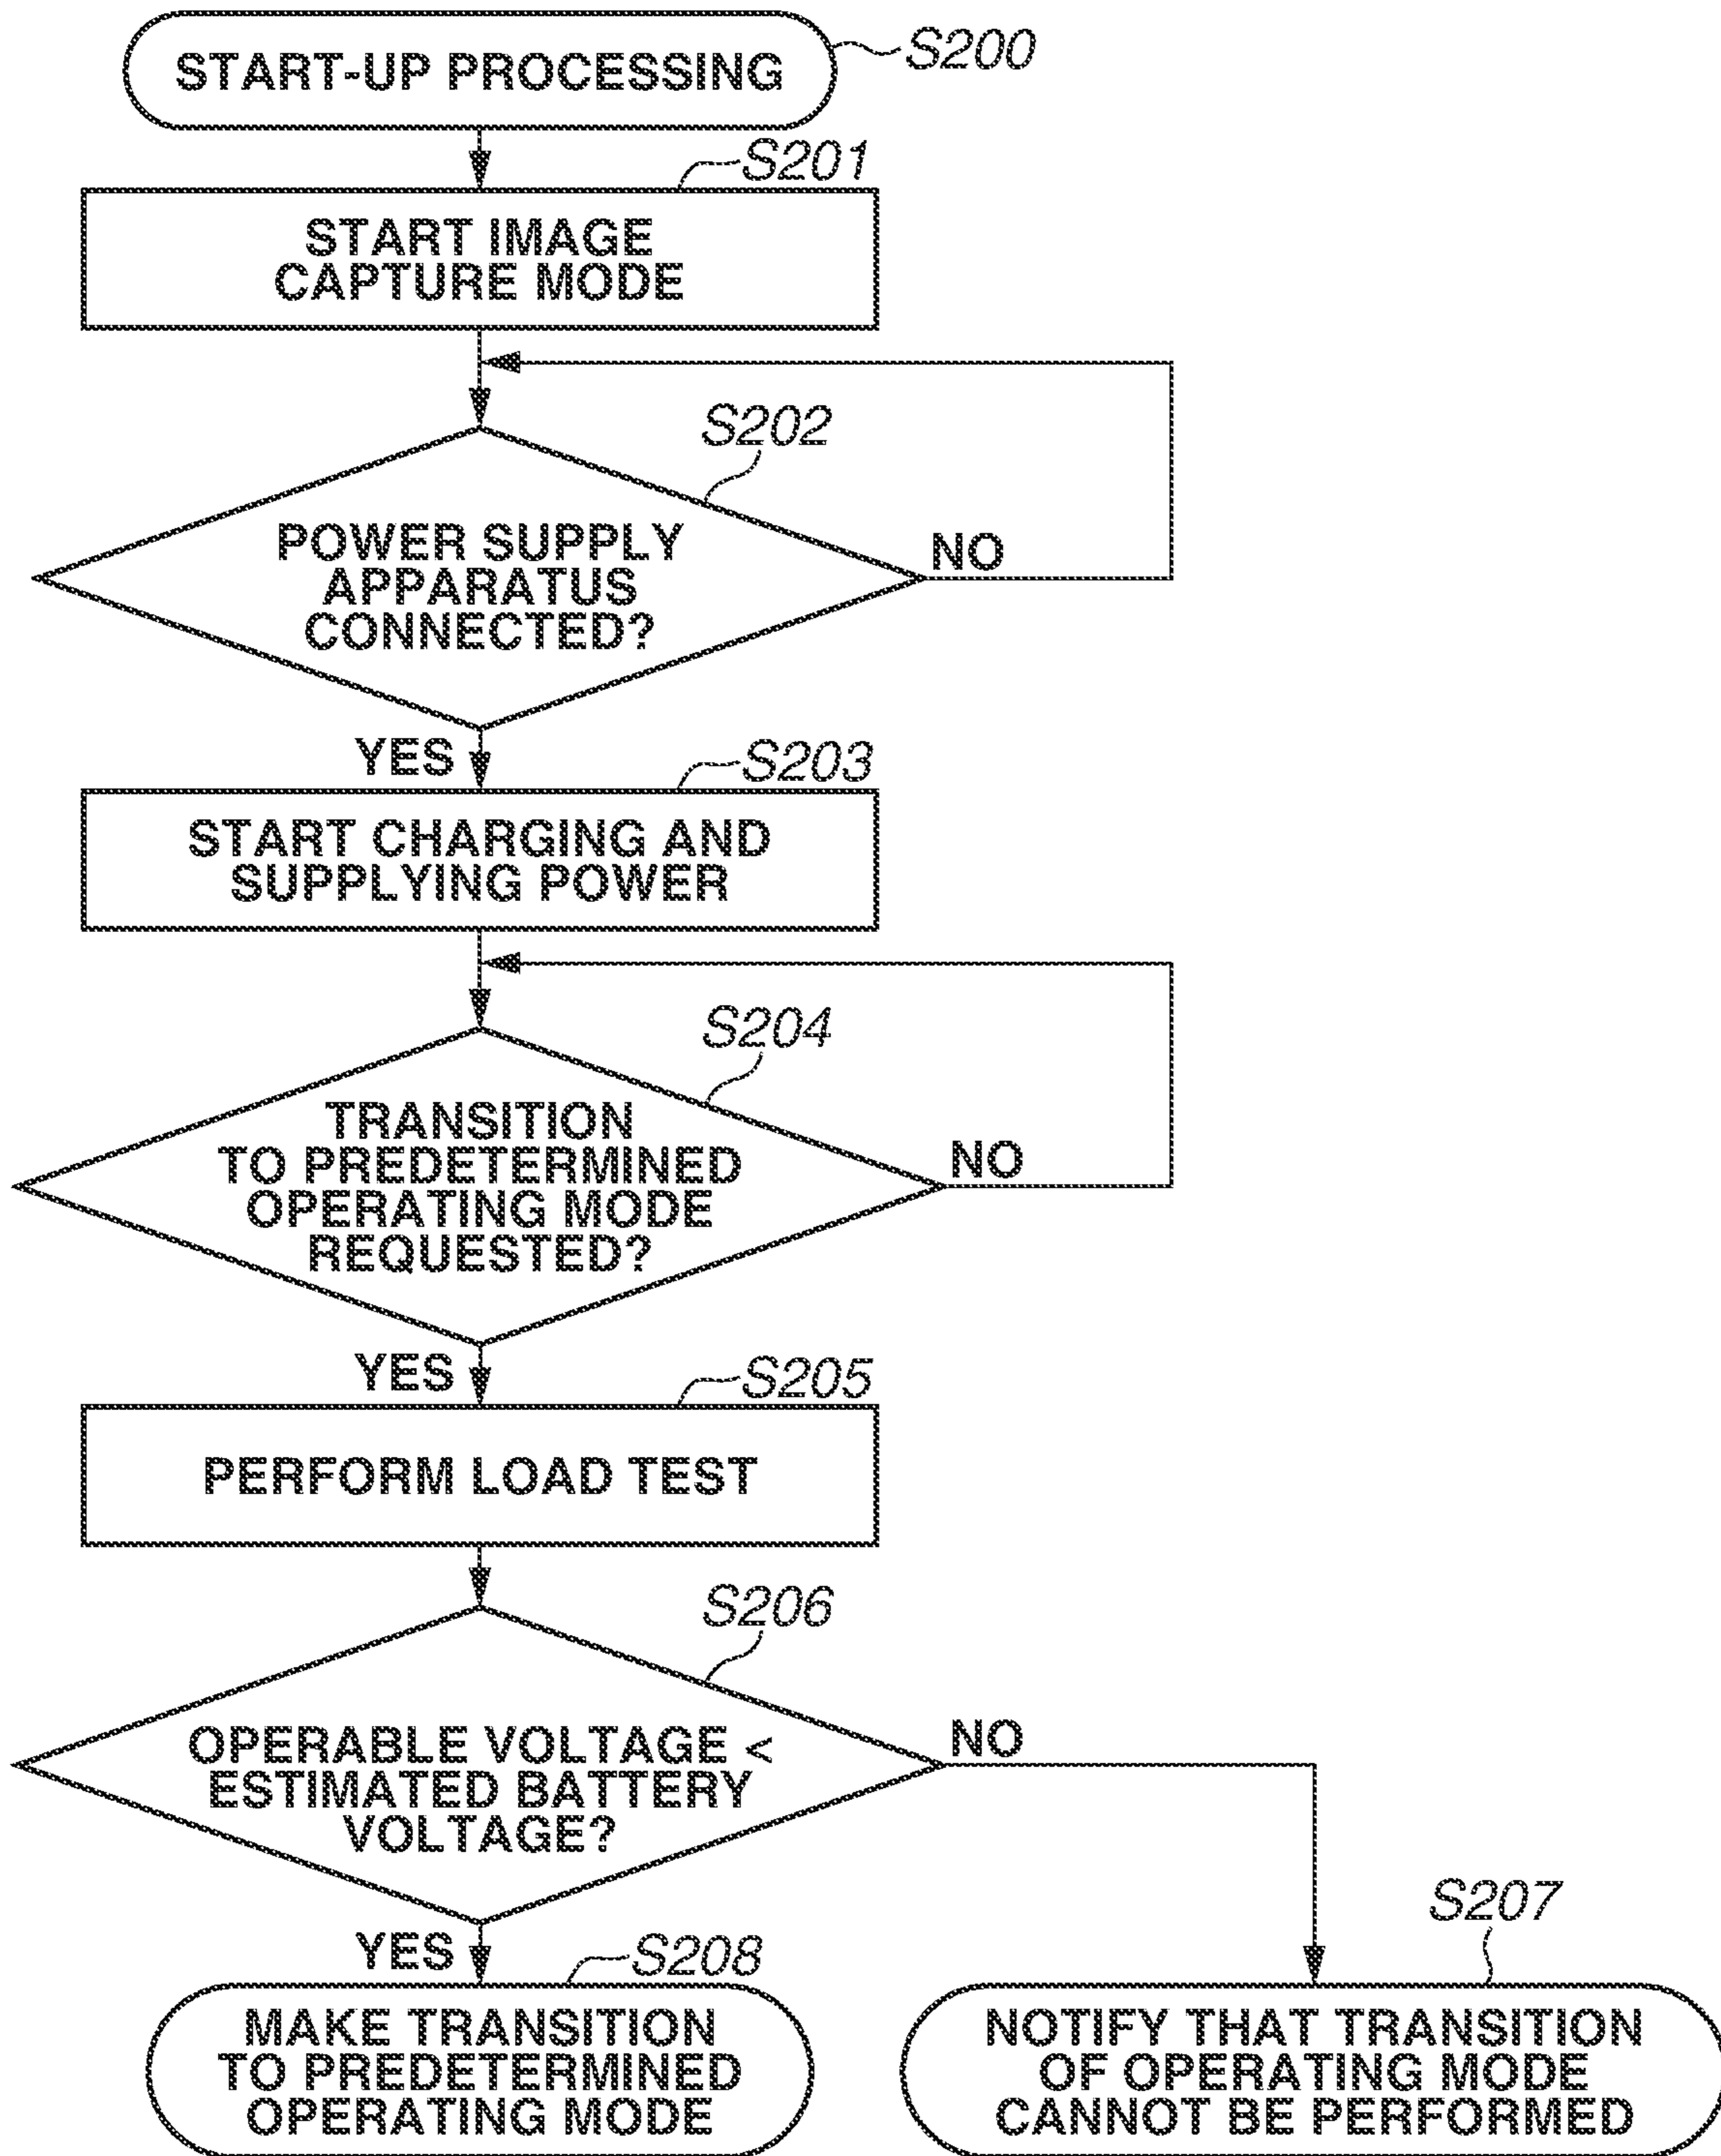 START-UP PROCESSING
S200
S201
START IMAGE
CAPTURE MODE
S202
POWER SUPPLY
APPARATUS
CONNECTED?
NO
YES
S203
START CHARGING AND
SUPPLYING POWER
S204
TRANSITION
TO PREDETERMINED
OPERATING MODE
REQUESTED?
NO
YES
S205
PERFORM LOAD TEST
S206
OPERABLE VOLTAGE <
ESTIMATED BATTERY
VOLTAGE?
NO
YES
S208
MAKE TRANSITION
TO PREDETERMINED
OPERATING MODE
S207
NOTIFY THAT TRANSITION
OF OPERATING MODE
CANNOT BE PERFORMED